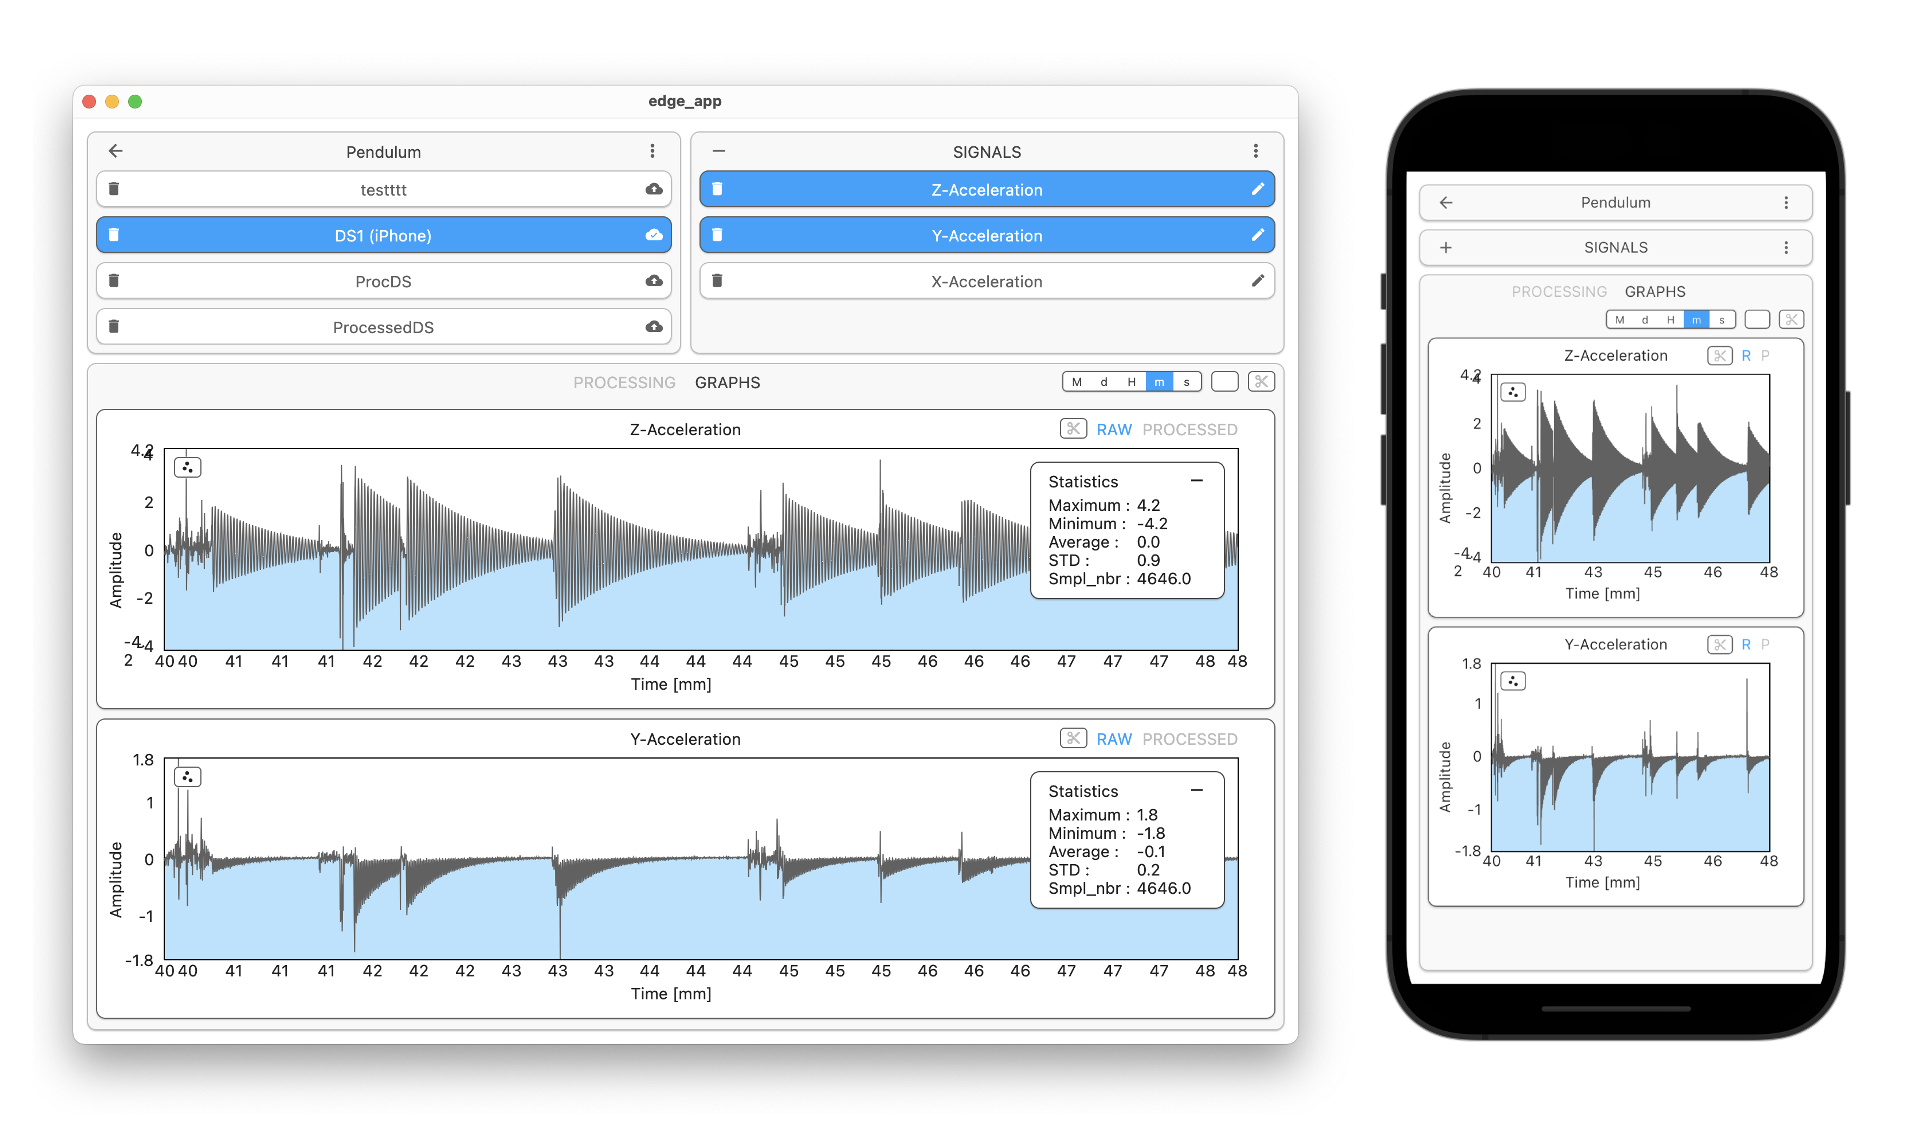 edge_app
Pendulum
testttt
DS1 (iPhone)
ProcDS
ProcessedDS
SIGNALS
Z-Acceleration
Y-Acceleration
X-Acceleration
PROCESSING GRAPHS
M d H m s
Z-Acceleration
RAW PROCESSED
4.2
4
2
0
-2
-4
-4.2
Amplitude
Statistics
Maximum : 4.2
Minimum : -4.2
Average : 0.0
STD : 0.9
Smpl_nbr : 4646.0
40 40 41 41 41 42 42 42 43 43 43 44 44 44 45 45 45 46 46 47 47 47 48 48
Time [mm]
Y-Acceleration
RAW PROCESSED
1.8
1
0
-1
-1.8
Amplitude
Statistics
Maximum : 1.8
Minimum : -1.8
Average : -0.1
STD : 0.2
Smpl_nbr : 4646.0
40 40 41 41 41 42 42 42 43 43 43 44 44 44 45 45 45 46 46 47 47 47 48 48
Time [mm]
Pendulum
SIGNALS
PROCESSING GRAPHS
M d H m s
Z-Acceleration
R P
4.2
4
2
0
-2
-4
-4.2
Amplitude
40 41 43 45 46 48
Time [mm]
Y-Acceleration
R P
1.8
1
0
-1
-1.8
Amplitude
40 41 43 45 46 48
Time [mm]